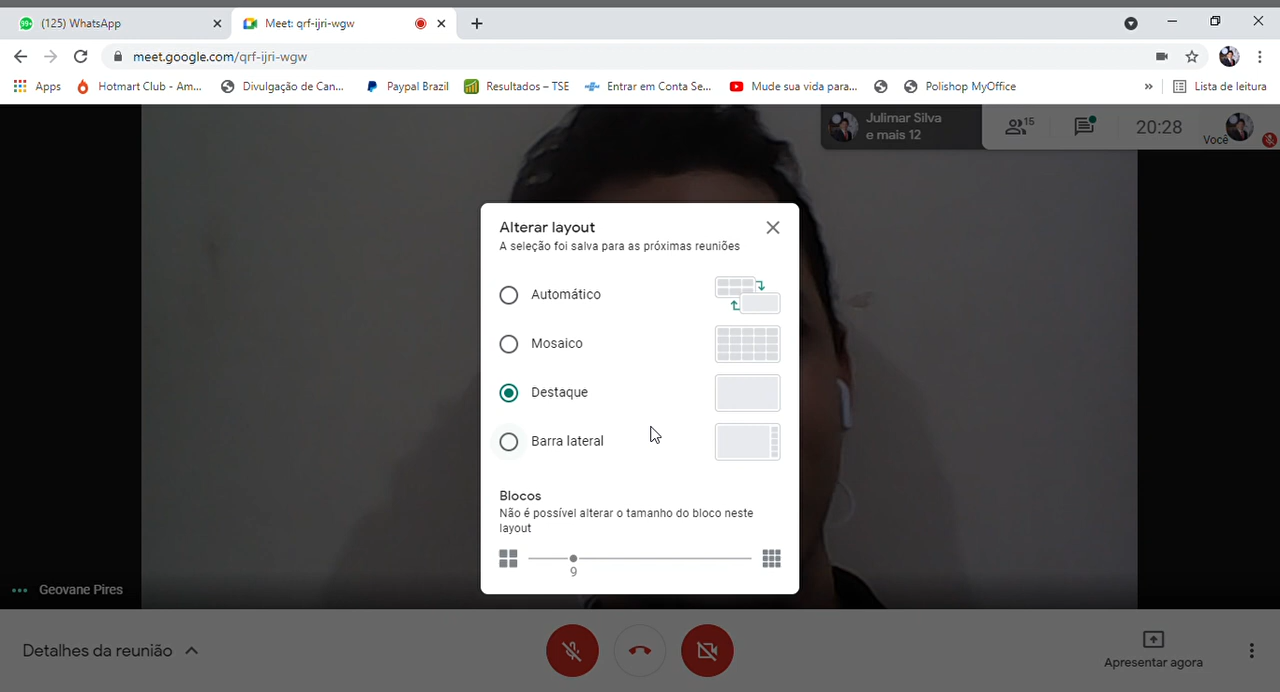 99+ (125) WhatsApp
Meet: qrf-ijri-wgw
meet.google.com/qrf-ijri-wgw
Apps
Hotmart Club - Am...
Divulgação de Can...
Paypal Brazil
Resultados – TSE
Entrar em Conta Se...
Mude sua vida para...
Polishop MyOffice
»
Lista de leitura
Julimar Silva
e mais 12
15
20:28
Você
Alterar layout
A seleção foi salva para as próximas reuniões
Automático
Mosaico
Destaque
Barra lateral
Blocos
Não é possível alterar o tamanho do bloco neste
layout
9
Geovane Pires
Detalhes da reunião
Apresentar agora